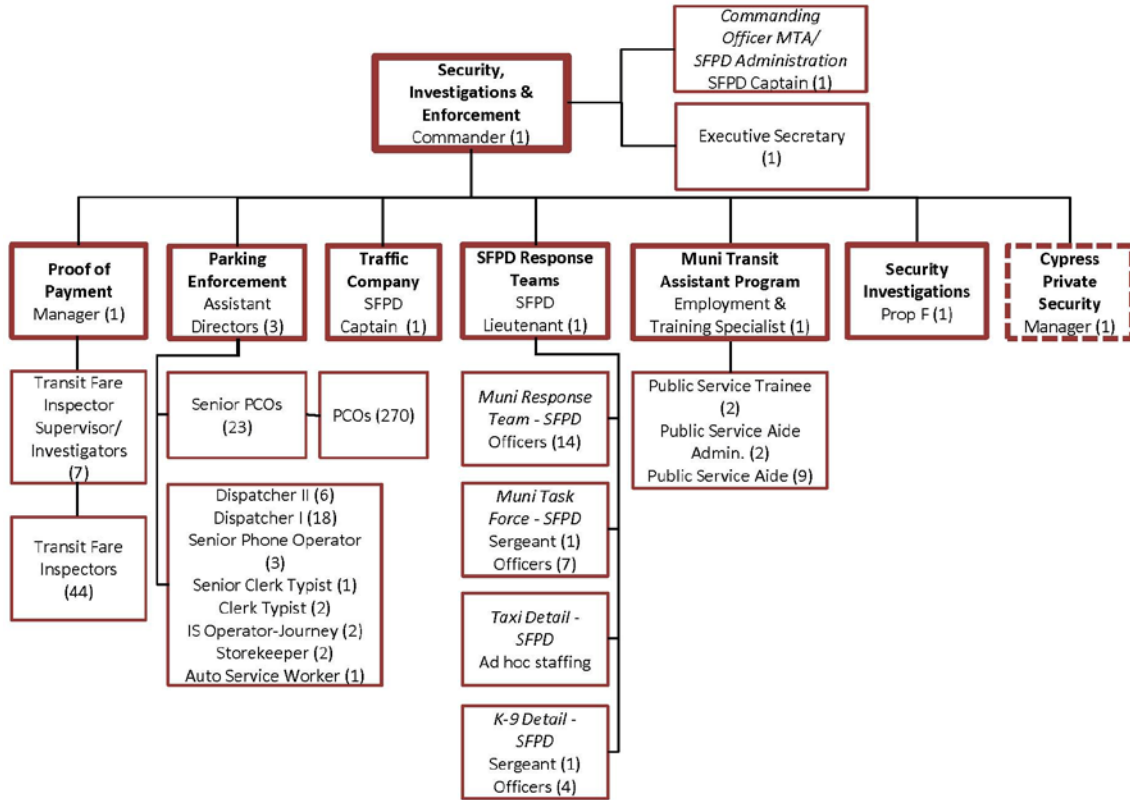 Commanding
Officer MTA/
SFPD Administration
SFPD Captain (1)
Security,
Investigations &
Enforcement
Commander (1)
Executive Secretary
(1)
Proof of
Payment
Manager (1)
Parking
Enforcement
Assistant
Directors (3)
Traffic
Company
SFPD
Captain (1)
SFPD Response
Teams
SFPD
Lieutenant (1)
Muni Transit
Assistant Program
Employment &
Training Specialist (1)
Security
Investigations
Prop F (1)
Cypress
Private
Security
Manager (1)
Transit Fare
Inspector
Supervisor/
Investigators
(7)
Transit Fare
Inspectors
(44)
Senior PCOs
(23)
PCOs (270)
Dispatcher II (6)
Dispatcher I (18)
Senior Phone Operator
(3)
Senior Clerk Typist (1)
Clerk Typist (2)
IS Operator-Journey (2)
Storekeeper (2)
Auto Service Worker (1)
Muni Response
Team - SFPD
Officers (14)
Muni Task
Force - SFPD
Sergeant (1)
Officers (7)
Taxi Detail -
SFPD
Ad hoc staffing
K-9 Detail -
SFPD
Sergeant (1)
Officers (4)
Public Service Trainee
(2)
Public Service Aide
Admin. (2)
Public Service Aide (9)